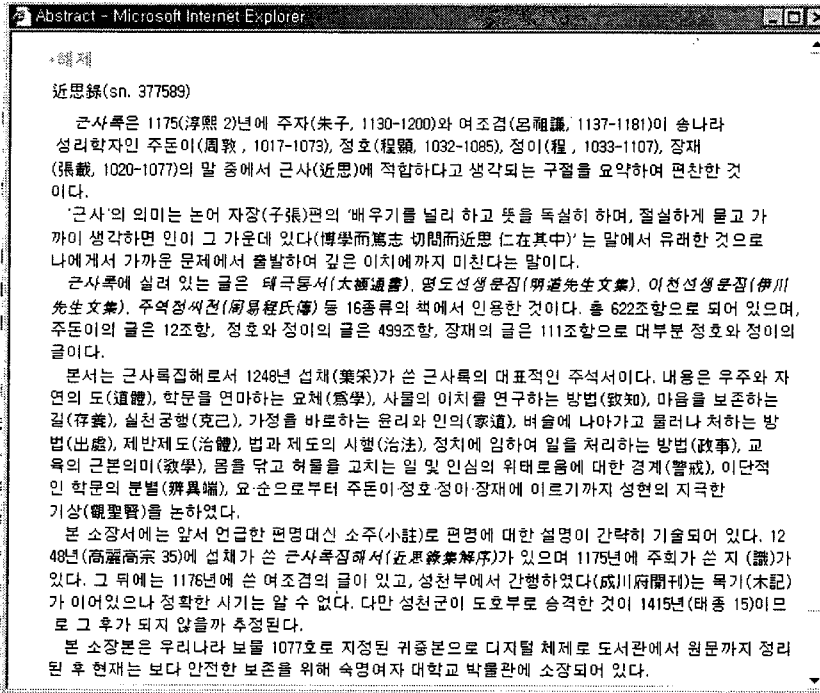 Abstract - Microsoft Internet Explorer
해제
近思錄(sn. 377589)
근사록은 1175(淳熙 2)년에 주자(朱子, 1130-1200)와 여조겸(呂祖謙, 1137-1181)이 송나라
성리학자인 주돈이(周敦, 1017-1073), 정호(程顥, 1032-1085), 정이(程, 1033-1107), 장재
(張載, 1020-1077)의 말 중에서 근사(近思)에 적합하다고 생각되는 구절을 요약하여 편찬한 것
이다.
'근사'의 의미는 논어 자장(子張)편의 '배우기를 널리 하고 뜻을 독실히 하며, 절실하게 묻고 가
까이 생각하면 인이 그 가운데 있다(博學而篤志 切問而近思 仁在其中)'는 말에서 유래한 것으로
나에게서 가까운 문제에서 출발하여 깊은 이치에까지 미친다는 말이다.
근사록에 실려 있는 글은 태극통서(太極通書), 명도선생문집(明道先生文集), 이천선생문집(伊川
先生文集), 주역정씨전(周易程氏傳) 등 16종류의 책에서 인용한 것이다. 총 622조항으로 되어 있으며,
주돈이의 글은 12조항, 정호와 정이의 글은 499조항, 장재의 글은 111조항으로 대부분 정호와 정이의
글이다.
본서는 근사록집해로서 1248년 섭채(葉采)가 쓴 근사록의 대표적인 주석서이다. 내용은 우주와 자
연의 도(道體), 학문을 연마하는 요체(爲學), 사물의 이치를 연구하는 방법(致知), 마음을 보존하는
길(存養), 실천궁행(克己), 가정을 바로하는 윤리와 인의(家道), 벼슬에 나아가고 물러나 처하는 방
법(出處), 제반제도(治體), 법과 제도의 시행(治法), 정치에 임하여 일을 처리하는 방법(政事), 교
육의 근본의미(敎學), 몸을 닦고 허물을 고치는 일 및 인심의 위태로움에 대한 경계(警戒), 이단적
인 학문의 분별(辨異端), 요·순으로부터 주돈이·정호·정아·장재에 이르기까지 성현의 지극한
기상(觀聖賢)을 논하였다.
본 소장서에는 앞서 언급한 편명대신 소주(小註)로 편명에 대한 설명이 간략히 기술되어 있다. 12
48년(高麗高宗 35)에 섭채가 쓴 근사록집해서(近思錄集解序)가 있으며 1175년에 주희가 쓴 지 (識)가
있다. 그 뒤에는 1176년에 쓴 여조겸의 글이 있고, 성천부에서 간행하였다(成川府開刊)는 목기(木記)
가 이어있으나 정확한 시기는 알 수 없다. 다만 성천군이 도호부로 승격한 것이 1415년(태종 15)이므
로 그 후가 되지 않을까 추정된다.
본 소장본은 우리나라 보물 1077호로 지정된 귀중본으로 디지털 체제로 도서관에서 원문까지 정리
된 후 현재는 보다 안전한 보존을 위해 숙명여자 대학교 박물관에 소장되어 있다.